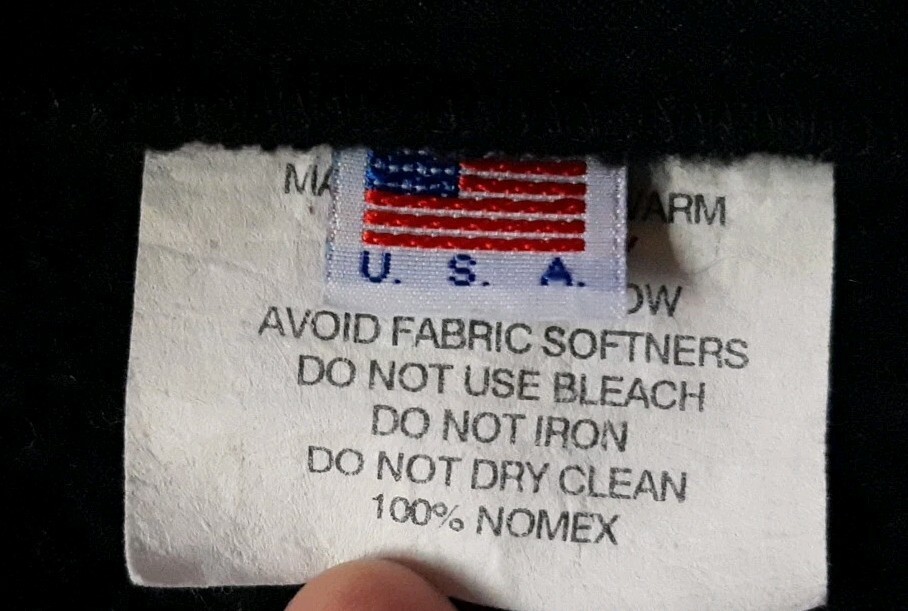 U. S. A.
AVOID FABRIC SOFTNERS
DO NOT USE BLEACH
DO NOT IRON
DO NOT DRY CLEAN
100% NOMEX